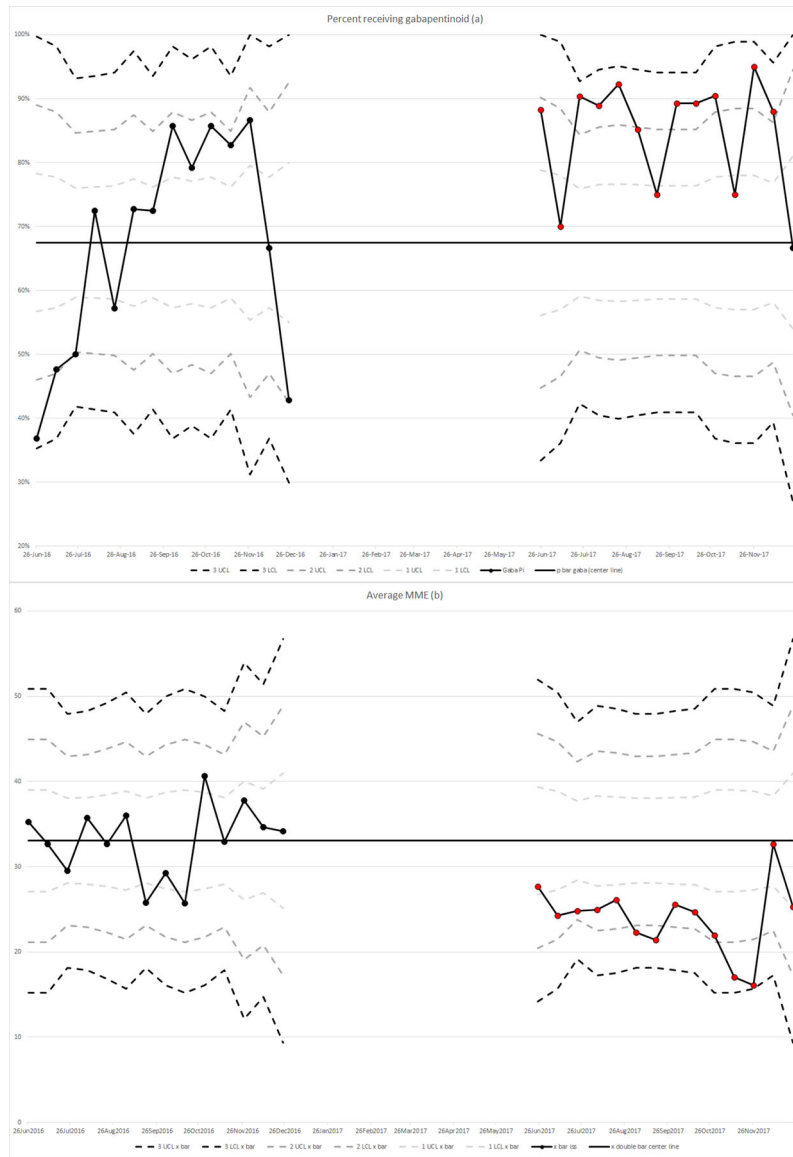 Percent receiving gabapentinoid (a)
100%
90%
80%
70%
60%
50%
40%
30%
20%
26-Jun-16 26-Jul-16 26-Aug-16 26-Sep-16 26-Oct-16 26-Nov-16 26-Dec-16 26-Jan-17 26-Feb-17 26-Mar-17 26-Apr-17 26-May-17 26-Jun-17 26-Jul-17 26-Aug-17 26-Sep-17 26-Oct-17 26-Nov-17
3 UCL 3 LCL 2 UCL 2 LCL 1 UCL 1 LCL Gaba Pi p bar gaba (center line)
Average MME (b)
60
50
40
30
20
10
0
26Jun2016 26Jul2016 26Aug2016 26Sep2016 26Oct2016 26Nov2016 26Dec2016 26Jan2017 26Feb2017 26Mar2017 26Apr2017 26May2017 26Jun2017 26Jul2017 26Aug2017 26Sep2017 26Oct2017 26Nov2017
3 UCL x bar 3 LCL x bar 2 UCL x bar 2 LCL x bar 1 UCL x bar 1 LCL x bar x bar iss x double bar center line